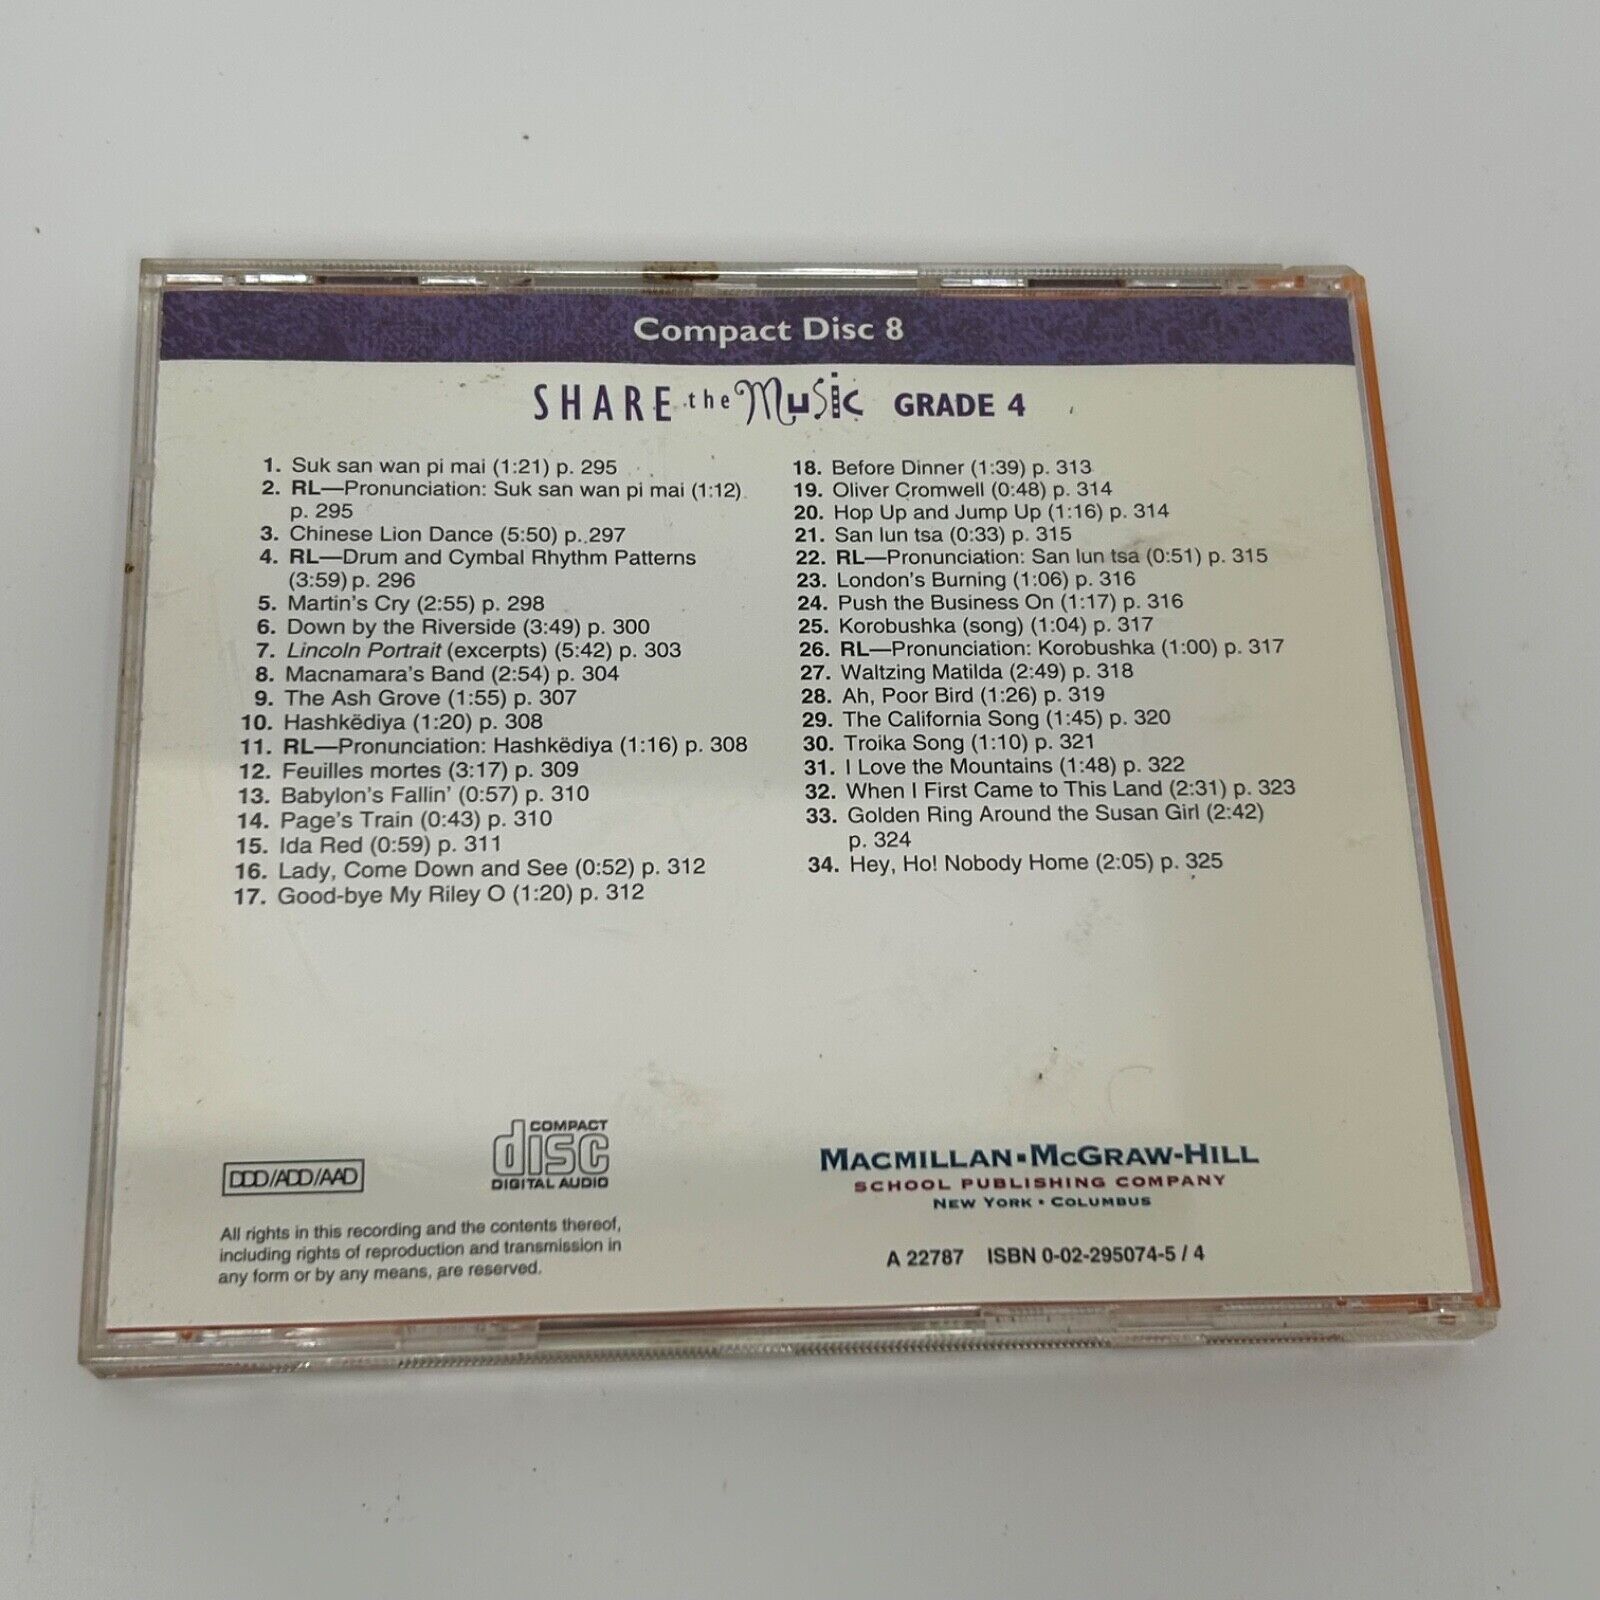 Compact Disc 8
SHARE the MUSIC GRADE 4
1. Suk san wan pi mai (1:21) p. 295
2. RL—Pronunciation: Suk san wan pi mai (1:12)
p. 295
3. Chinese Lion Dance (5:50) p. 297
4. RL—Drum and Cymbal Rhythm Patterns
(3:59) p. 296
5. Martin's Cry (2:55) p. 298
6. Down by the Riverside (3:49) p. 300
7. Lincoln Portrait (excerpts) (5:42) p. 303
8. Macnamara's Band (2:54) p. 304
9. The Ash Grove (1:55) p. 307
10. Hashkëdiya (1:20) p. 308
11. RL—Pronunciation: Hashkëdiya (1:16) p. 308
12. Feuilles mortes (3:17) p. 309
13. Babylon's Fallin' (0:57) p. 310
14. Page's Train (0:43) p. 310
15. Ida Red (0:59) p. 311
16. Lady, Come Down and See (0:52) p. 312
17. Good-bye My Riley O (1:20) p. 312
18. Before Dinner (1:39) p. 313
19. Oliver Cromwell (0:48) p. 314
20. Hop Up and Jump Up (1:16) p. 314
21. San lun tsa (0:33) p. 315
22. RL—Pronunciation: San lun tsa (0:51) p. 315
23. London's Burning (1:06) p. 316
24. Push the Business On (1:17) p. 316
25. Korobushka (song) (1:04) p. 317
26. RL—Pronunciation: Korobushka (1:00) p. 317
27. Waltzing Matilda (2:49) p. 318
28. Ah, Poor Bird (1:26) p. 319
29. The California Song (1:45) p. 320
30. Troika Song (1:10) p. 321
31. I Love the Mountains (1:48) p. 322
32. When I First Came to This Land (2:31) p. 323
33. Golden Ring Around the Susan Girl (2:42)
p. 324
34. Hey, Ho! Nobody Home (2:05) p. 325
DDD/ADD/AAD
COMPACT
disc
DIGITAL AUDIO
All rights in this recording and the contents thereof,
including rights of reproduction and transmission in
any form or by any means, are reserved.
MACMILLAN • MCGRAW-HILL
SCHOOL PUBLISHING COMPANY
NEW YORK • COLUMBUS
A 22787 ISBN 0-02-295074-5 / 4